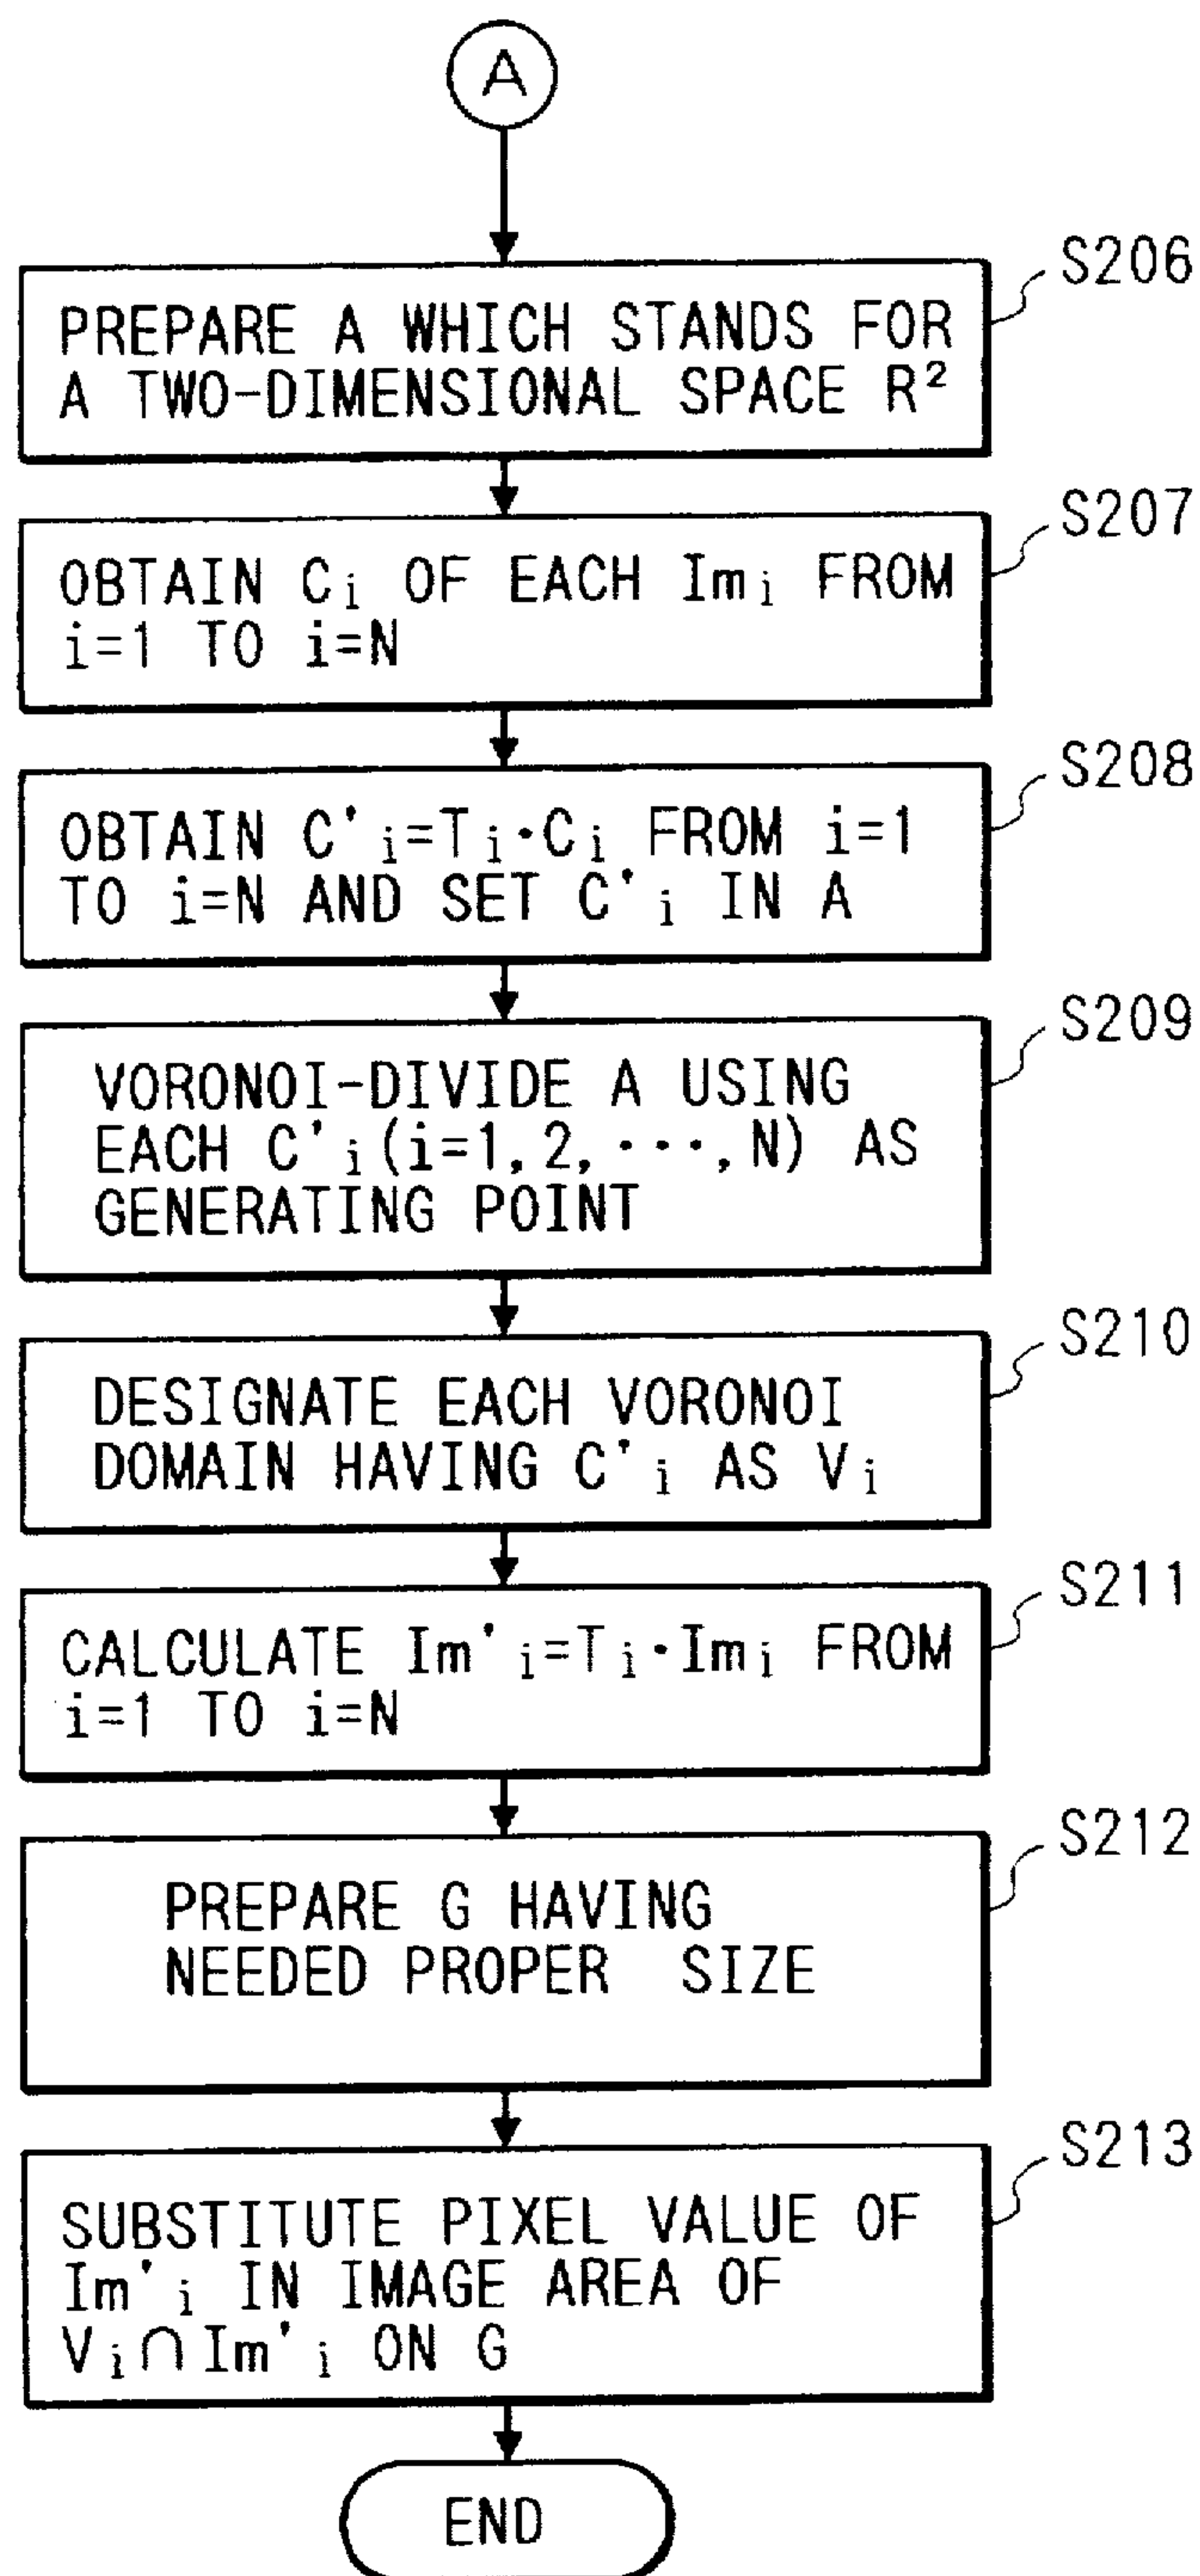 A
S206
PREPARE A WHICH STANDS FOR
A TWO-DIMENSIONAL SPACE R²
S207
OBTAIN Cᵢ OF EACH Imᵢ FROM
i=1 TO i=N
S208
OBTAIN C'ᵢ=Tᵢ·Cᵢ FROM i=1
TO i=N AND SET C'ᵢ IN A
S209
VORONOI-DIVIDE A USING
EACH C'ᵢ(i=1, 2, ···, N) AS
GENERATING POINT
S210
DESIGNATE EACH VORONOI
DOMAIN HAVING C'ᵢ AS Vᵢ
S211
CALCULATE Im'ᵢ=Tᵢ·Imᵢ FROM
i=1 TO i=N
S212
PREPARE G HAVING
NEEDED PROPER SIZE
S213
SUBSTITUTE PIXEL VALUE OF
Im'ᵢ IN IMAGE AREA OF
Vᵢ∩Im'ᵢ ON G
END